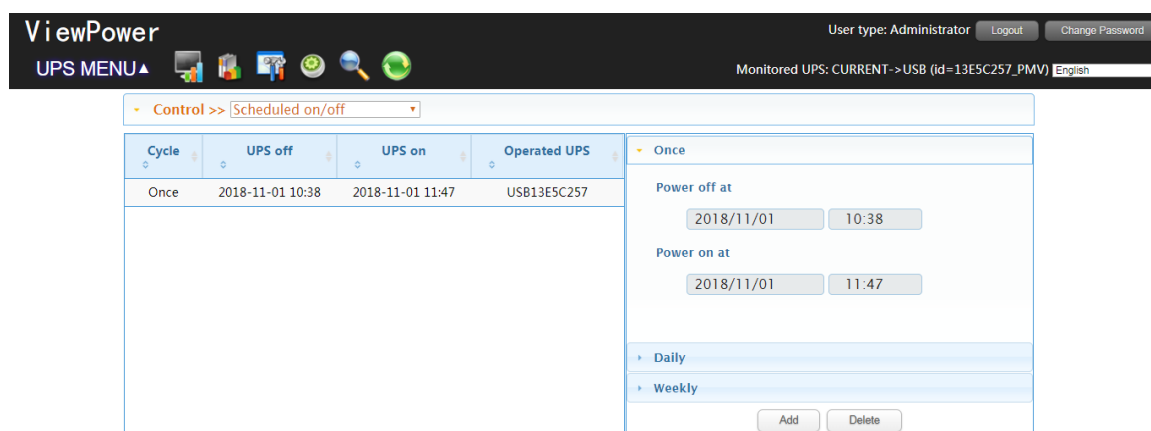 ViewPower
User type: Administrator Logout Change Password
UPS MENU▲
Monitored UPS: CURRENT->USB (id=13E5C257_PMV) English
Control >> Scheduled on/off
Cycle UPS off UPS on Operated UPS
Once 2018-11-01 10:38 2018-11-01 11:47 USB13E5C257
Once
Power off at
2018/11/01 10:38
Power on at
2018/11/01 11:47
Daily
Weekly
Add Delete